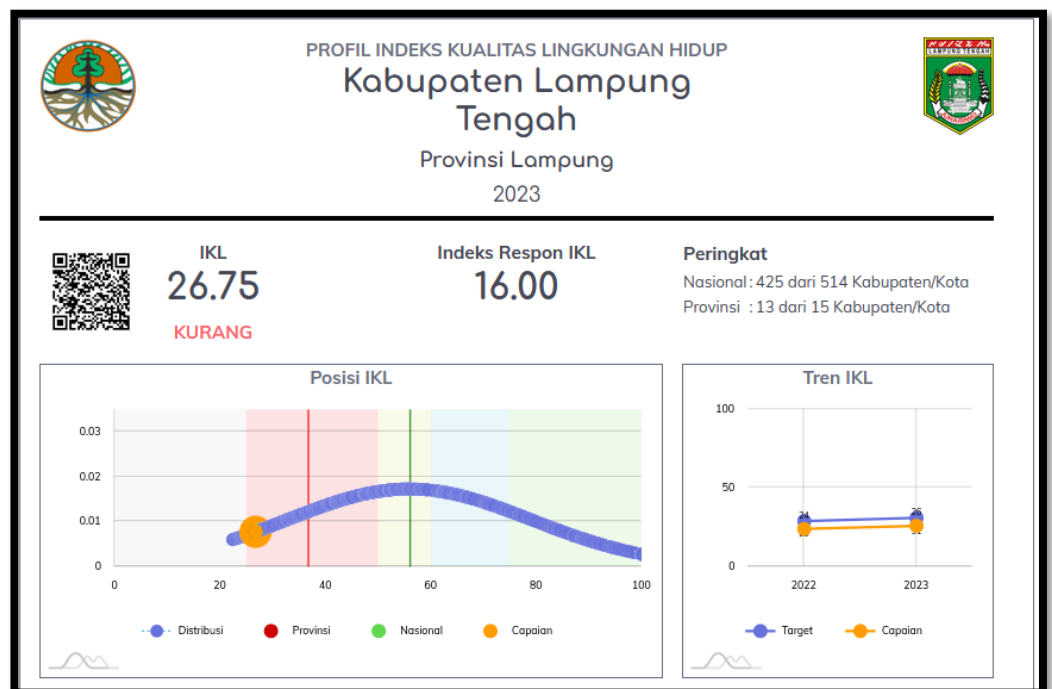 PROFIL INDEKS KUALITAS LINGKUNGAN HIDUP
Kabupaten Lampung
Tengah
Provinsi Lampung
2023
LAMPUNG TENGAH
IKL
26.75
KURANG
Indeks Respon IKL
16.00
Peringkat
Nasional : 425 dari 514 Kabupaten/Kota
Provinsi : 13 dari 15 Kabupaten/Kota
Posisi IKL
0.03
0.02
0.01
0
0 20 40 60 80 100
Distribusi Provinsi Nasional Capaian
Tren IKL
100
50
0
2022 2023
Target Capaian